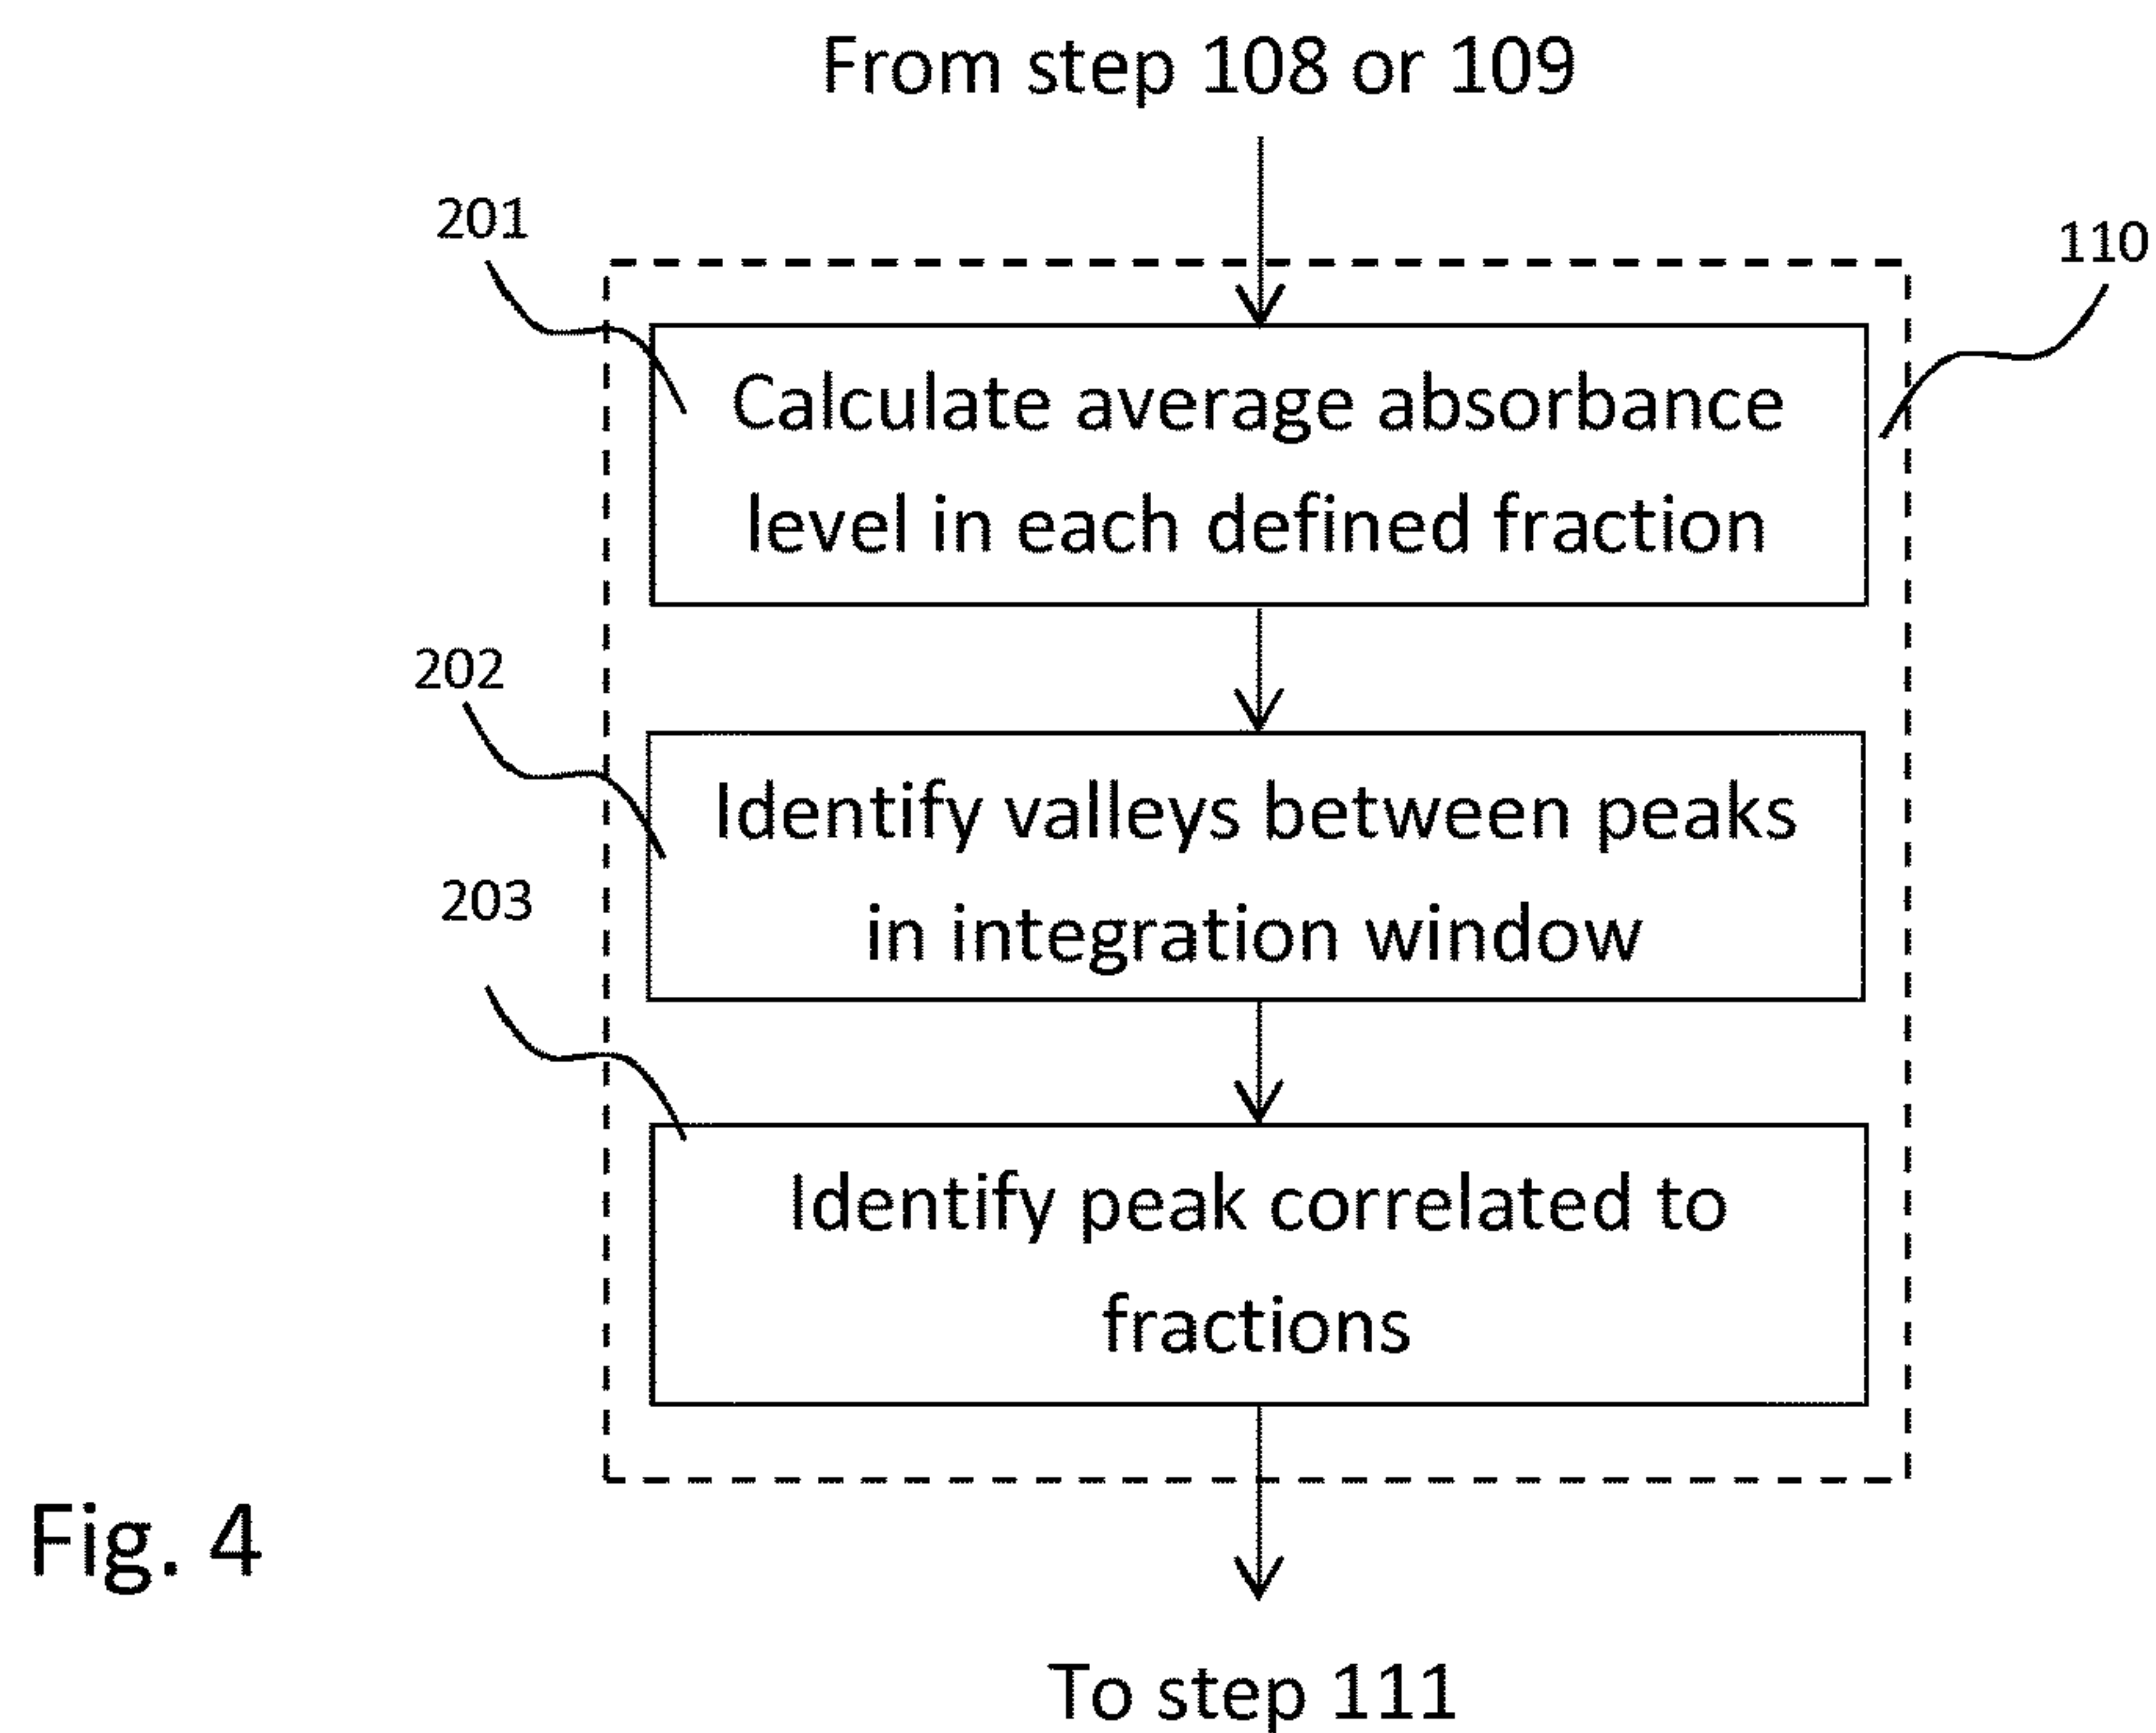 From step 108 or 109
201
110
Calculate average absorbance
level in each defined fraction
202
Identify valleys between peaks
in integration window
203
Identify peak correlated to
fractions
Fig. 4
To step 111